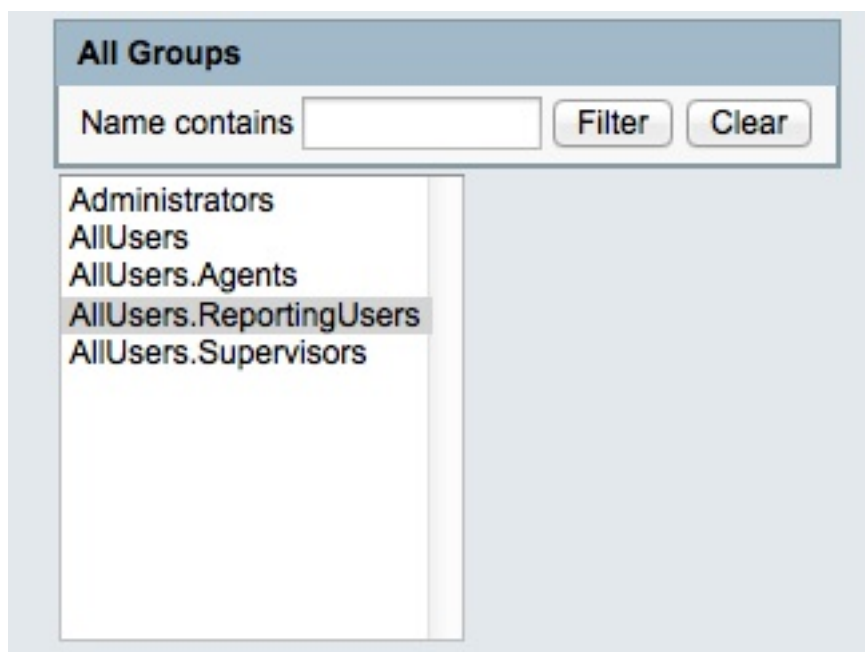 All Groups
Name contains Filter Clear
Administrators
AllUsers
AllUsers.Agents
AllUsers.ReportingUsers
AllUsers.Supervisors